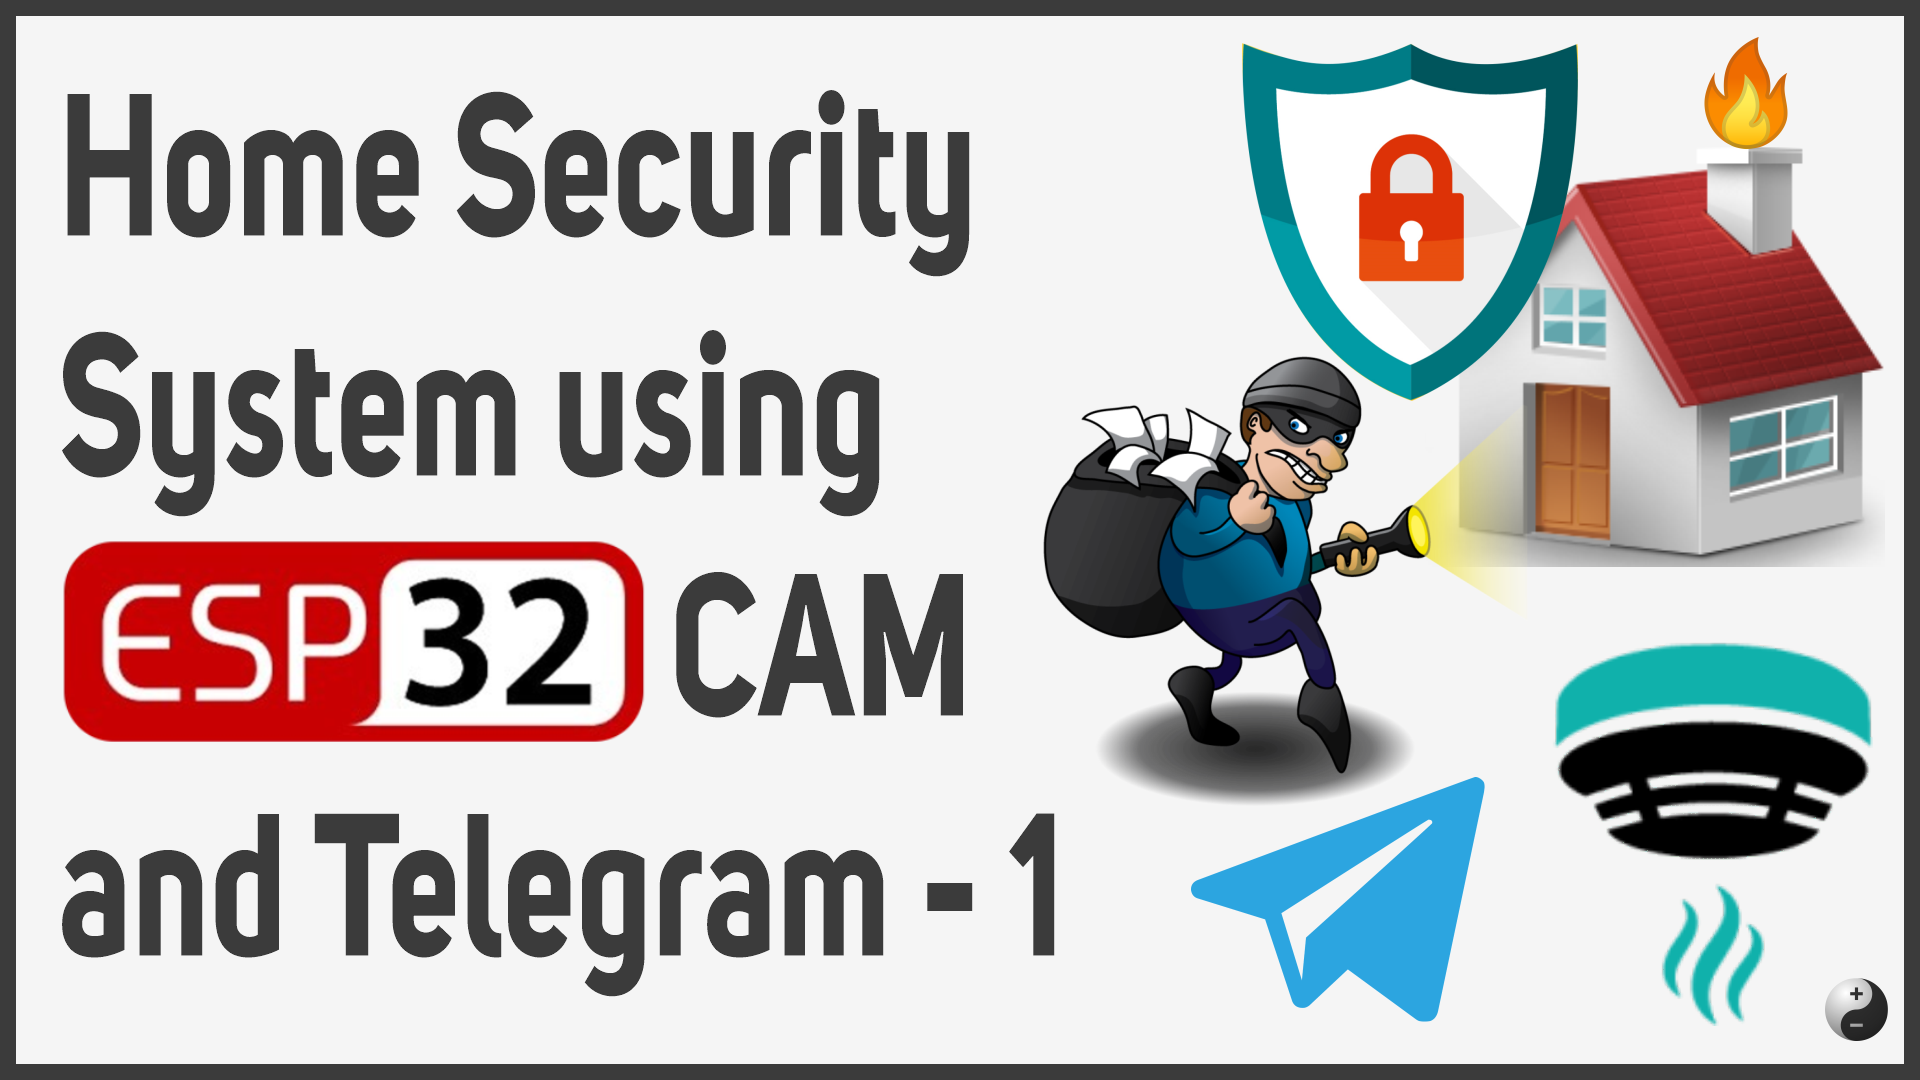 Home Security
System using
ESP32 CAM
and Telegram - 1
+
−